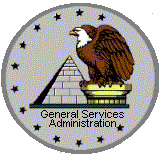 General Services
Administration